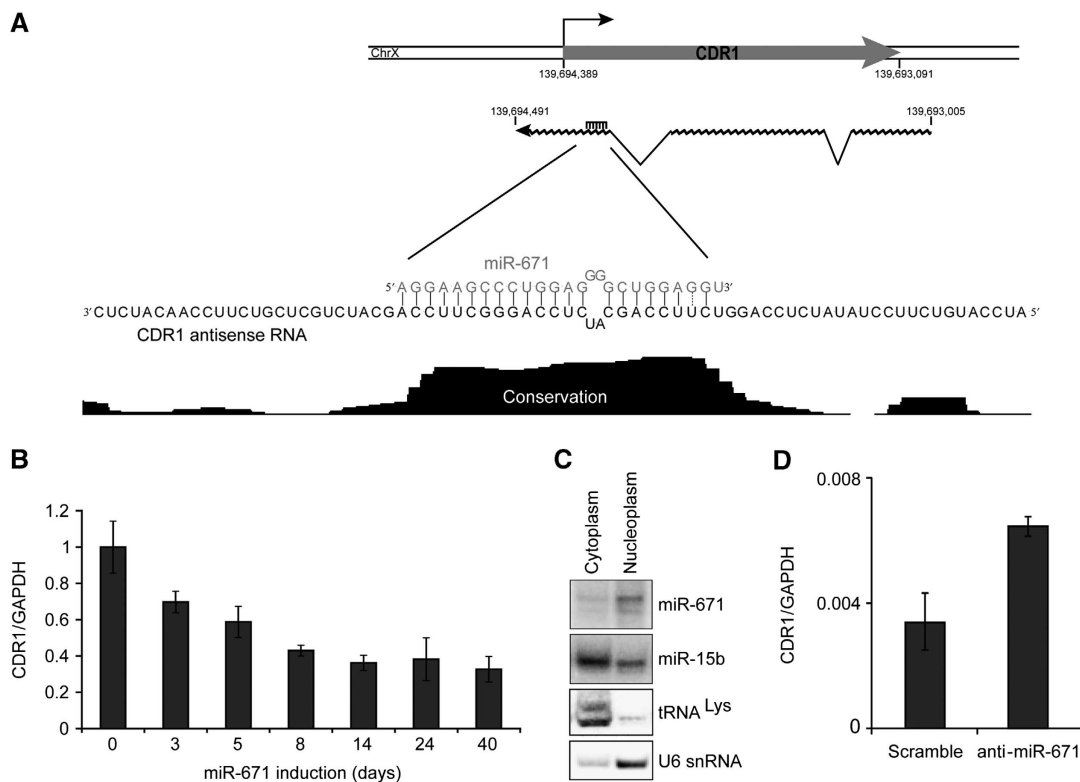 A
ChrX
CDR1
139,694,389
139,693,091
139,694,491
139,693,005
miR-671
GG
5′AGGAAGCCCUGGAG GCUGGAGGU3′
3′CUCUACAACCUUCUGCUCGUCUACGACCUUCGGGACCUC CGACCUUCUGGACCUCUAUAUCCUUCUGUACCUA 5′
UA
CDR1 antisense RNA
Conservation
B
CDR1/GAPDH
1.2
1
0.8
0.6
0.4
0.2
0
0 3 5 8 14 24 40
miR-671 induction (days)
C
Cytoplasm
Nucleoplasm
miR-671
miR-15b
tRNA Lys
U6 snRNA
D
CDR1/GAPDH
0.008
0.004
0
Scramble anti-miR-671